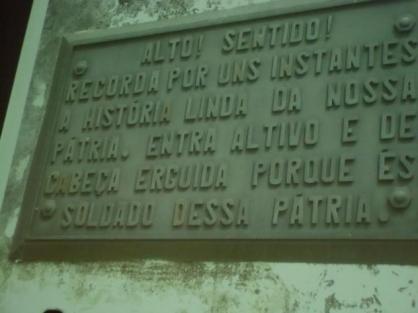 ALTO! SENTIDO!
RECORDA POR UNS INSTANTES
A HISTÓRIA LINDA DA NOSSA
PÁTRIA. ENTRA ALTIVO E DE
CABEÇA ERGUIDA PORQUE ÉS
SOLDADO DESSA PÁTRIA.